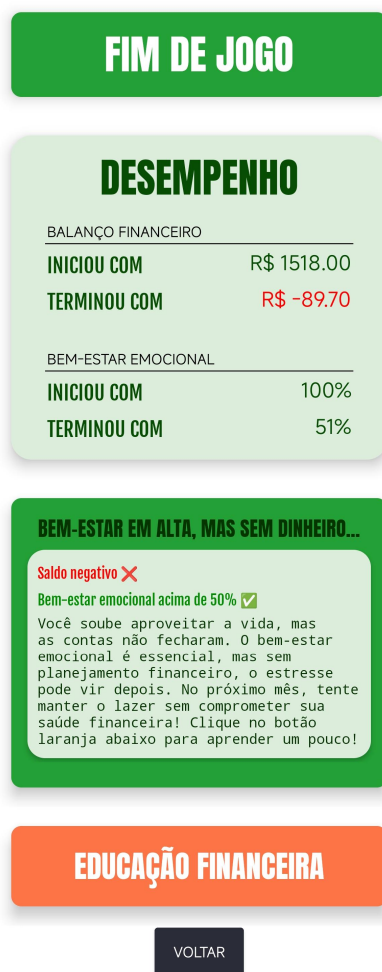 FIM DE JOGO
DESEMPENHO
BALANÇO FINANCEIRO
INICIOU COM R$ 1518.00
TERMINOU COM R$ -89.70
BEM-ESTAR EMOCIONAL
INICIOU COM 100%
TERMINOU COM 51%
BEM-ESTAR EM ALTA, MAS SEM DINHEIRO...
Saldo negativo ❌
Bem-estar emocional acima de 50% ✅
Você soube aproveitar a vida, mas
as contas não fecharam. O bem-estar
emocional é essencial, mas sem
planejamento financeiro, o estresse
pode vir depois. No próximo mês, tente
manter o lazer sem comprometer sua
saúde financeira! Clique no botão
laranja abaixo para aprender um pouco!
EDUCAÇÃO FINANCEIRA
VOLTAR